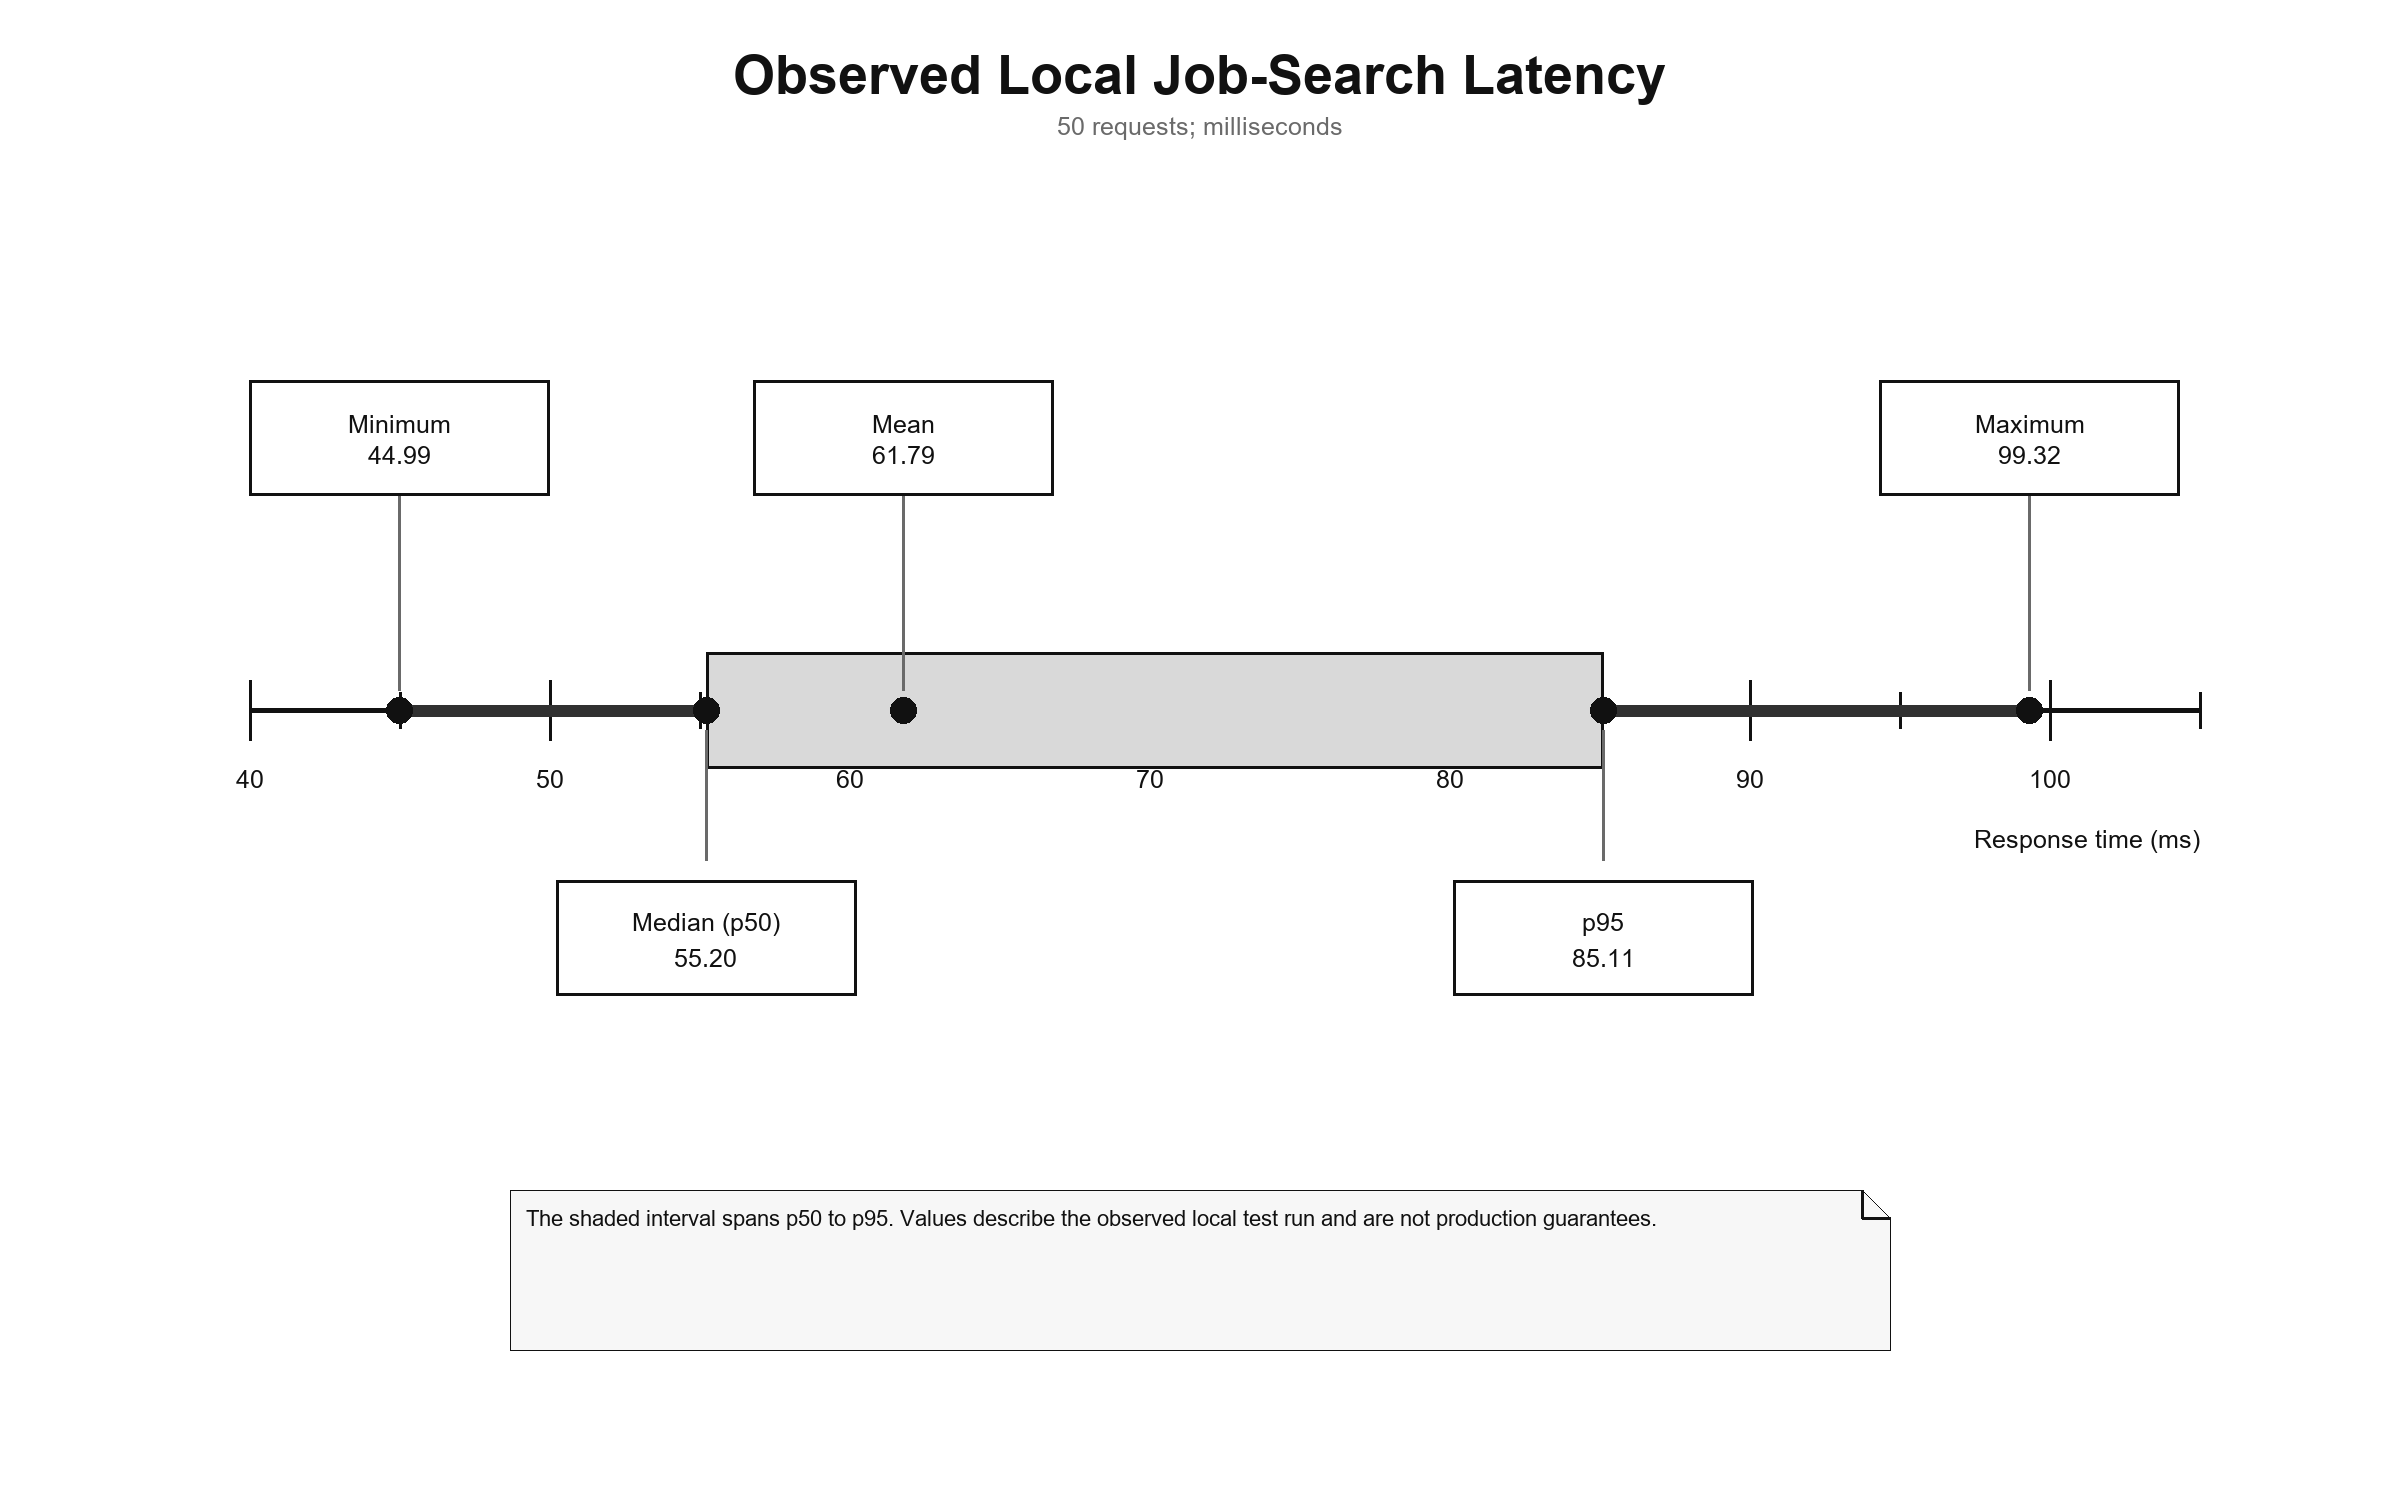 Observed Local Job-Search Latency
50 requests; milliseconds
Minimum
44.99
Mean
61.79
Maximum
99.32
40
50
60
70
80
90
100
Response time (ms)
Median (p50)
55.20
p95
85.11
The shaded interval spans p50 to p95. Values describe the observed local test run and are not production guarantees.